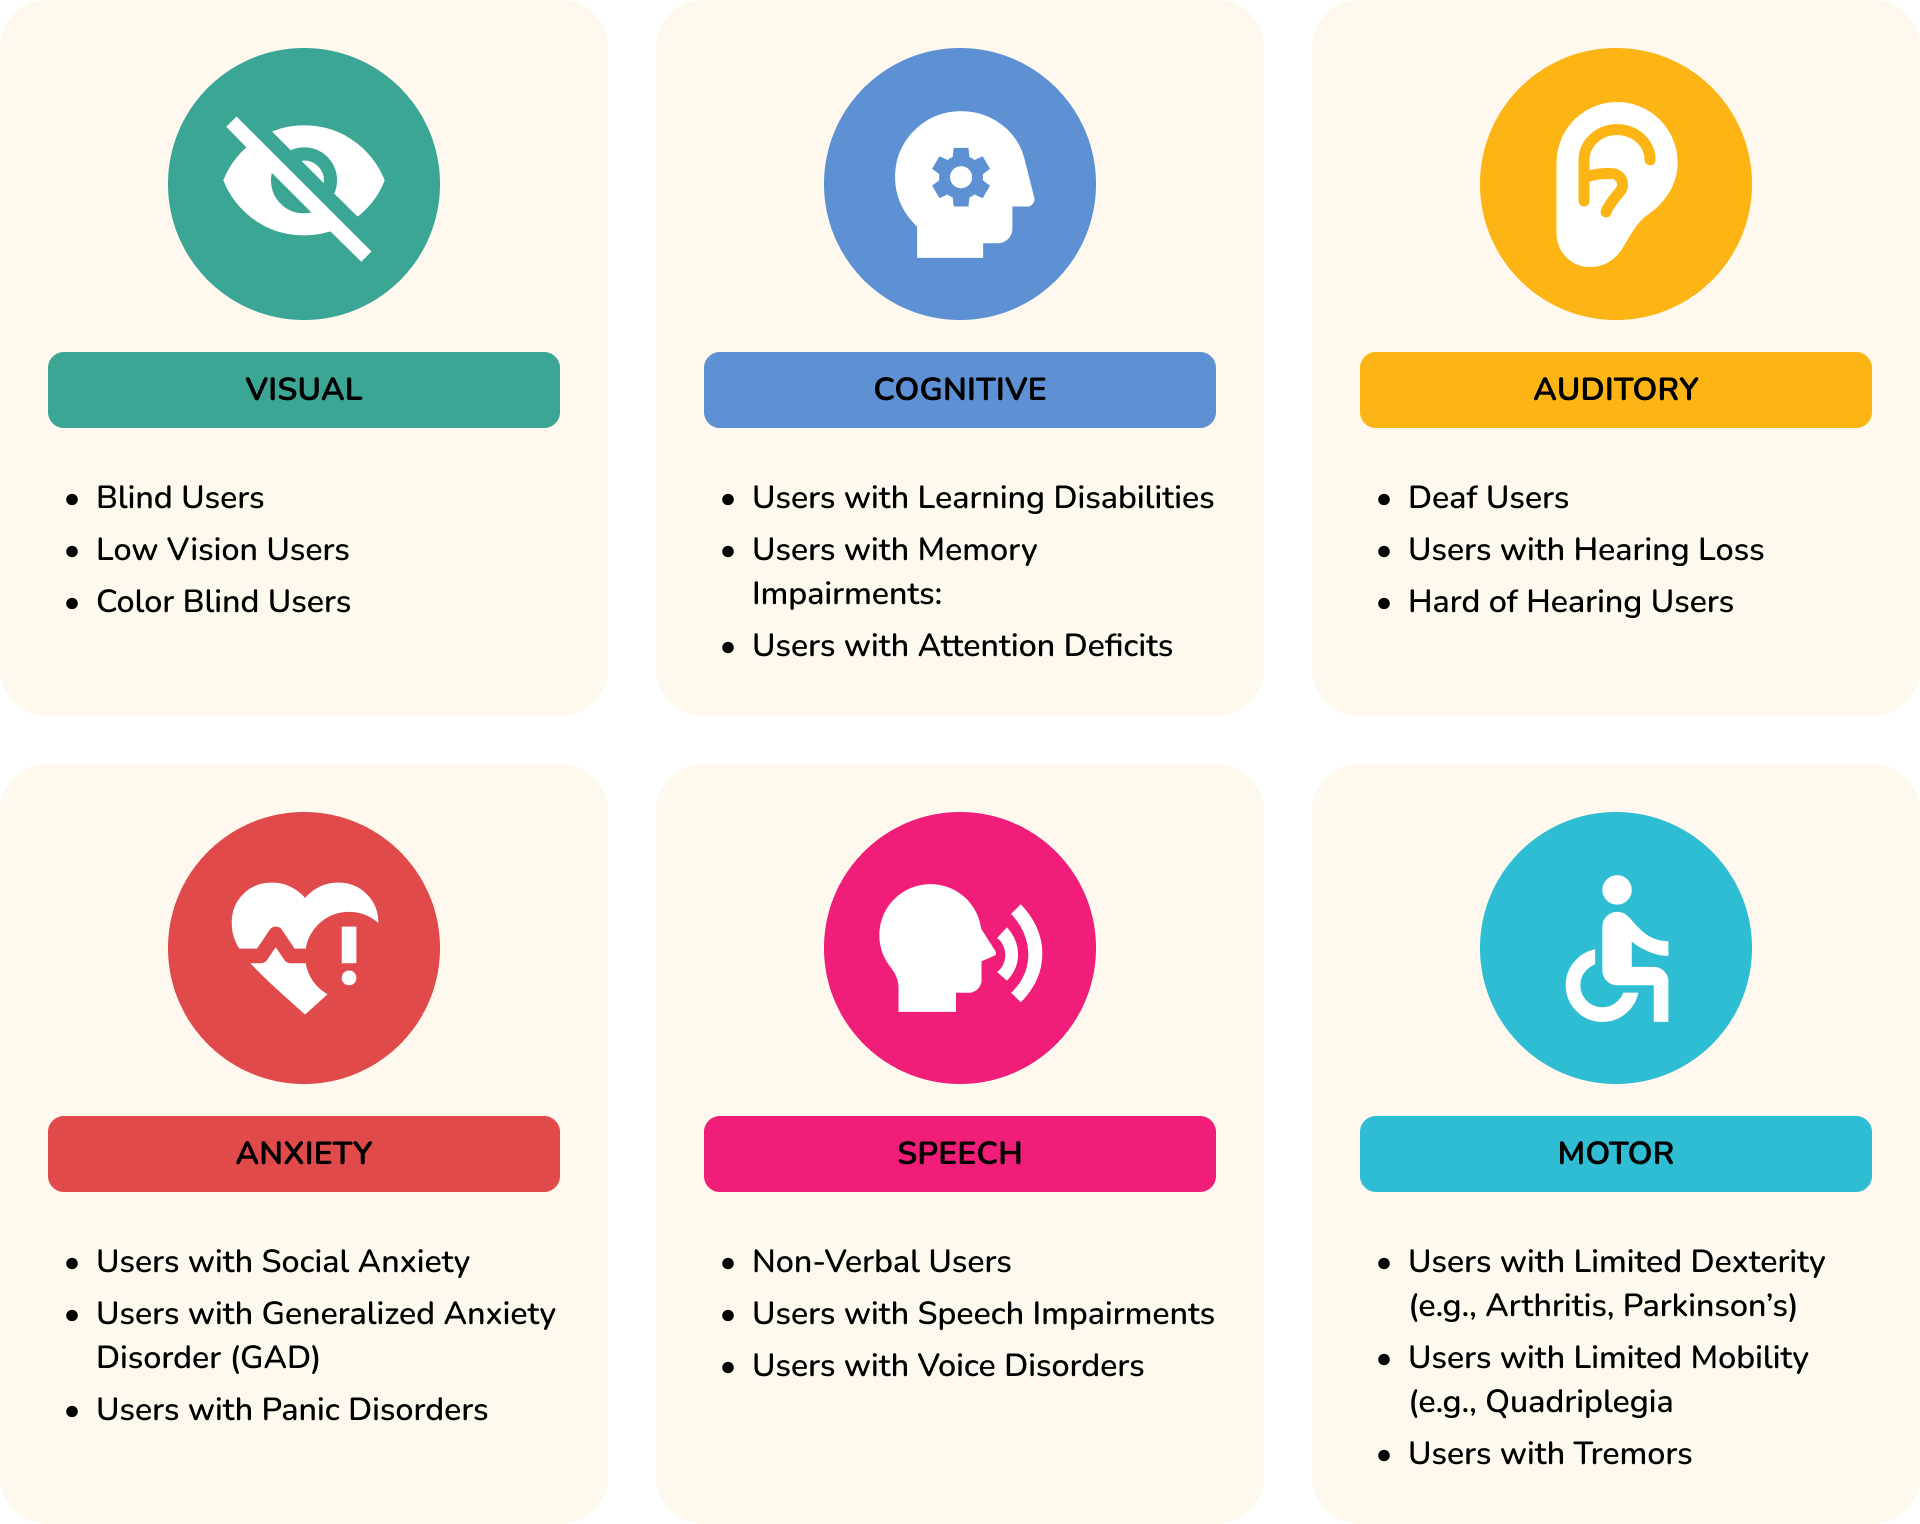 VISUAL
• Blind Users
• Low Vision Users
• Color Blind Users
COGNITIVE
• Users with Learning Disabilities
• Users with Memory
Impairments:
• Users with Attention Deficits
AUDITORY
• Deaf Users
• Users with Hearing Loss
• Hard of Hearing Users
ANXIETY
• Users with Social Anxiety
• Users with Generalized Anxiety
Disorder (GAD)
• Users with Panic Disorders
SPEECH
• Non-Verbal Users
• Users with Speech Impairments
• Users with Voice Disorders
MOTOR
• Users with Limited Dexterity
(e.g., Arthritis, Parkinson’s)
• Users with Limited Mobility
(e.g., Quadriplegia
• Users with Tremors